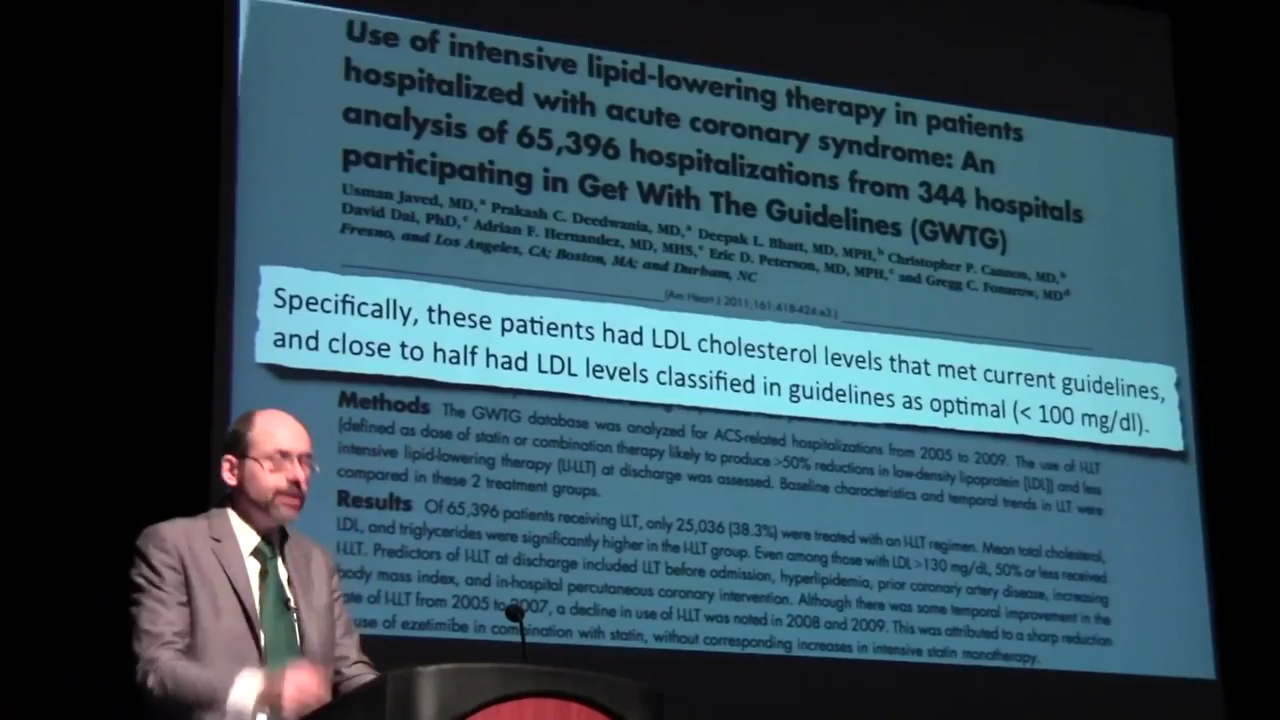 Use of intensive lipid-lowering therapy in patients
hospitalized with acute coronary syndrome: An
analysis of 65,396 hospitalizations from 344 hospitals
participating in Get With The Guidelines (GWTG)
Usman Javed, MD,ᵃ Prakash C. Deedwania, MD,ᵃ Deepak L. Bhatt, MD, MPH,ᵇ Christopher P. Cannon, MD,ᵇ
David Dai, PhD,ᶜ Adrian F. Hernandez, MD, MHS,ᶜ Eric D. Peterson, MD, MPH,ᶜ and Gregg C. Fonarow, MDᵈ
Fresno, and Los Angeles, CA; Boston, MA; and Durham, NC
(Am Heart J 2011;161:418-424.e3.)
Specifically, these patients had LDL cholesterol levels that met current guidelines,
and close to half had LDL levels classified in guidelines as optimal (< 100 mg/dl).
Methods The GWTG database was analyzed for ACS-related hospitalizations from 2005 to 2009. The use of I-LLT
(defined as dose of statin or combination therapy likely to produce >50% reductions in low-density lipoprotein [LDL]) and less
intensive lipid-lowering therapy (LI-LLT) at discharge was assessed. Baseline characteristics and temporal trends in LLT were
compared in these 2 treatment groups.
Results Of 65,396 patients receiving LLT, only 25,036 (38.3%) were treated with an I-LLT regimen. Mean total cholesterol,
LDL, and triglycerides were significantly higher in the I-LLT group. Even among those with LDL >130 mg/dL, 50% or less received
I-LLT. Predictors of I-LLT at discharge included LLT before admission, hyperlipidemia, prior coronary artery disease, increasing
body mass index, and in-hospital percutaneous coronary intervention. Although there was some temporal improvement in the
of I-LLT from 2005 to 2007, a decline in use of I-LLT was noted in 2008 and 2009. This was attributed to a sharp reduction
use of ezetimibe in combination with statin, without corresponding increases in intensive statin monotherapy.